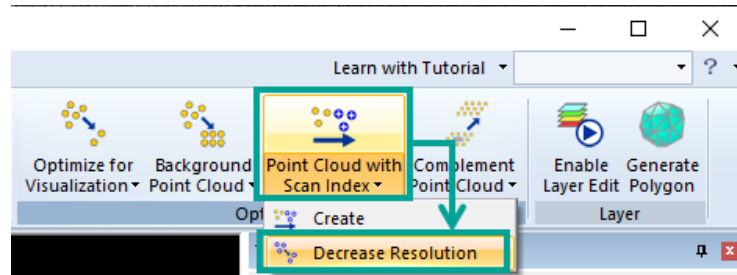 Learn with Tutorial
?
Optimize for Background Point Cloud with Complement Enable Generate
Visualization Point Cloud Scan Index Point Cloud Layer Edit Polygon
Opt Layer
Create
Decrease Resolution